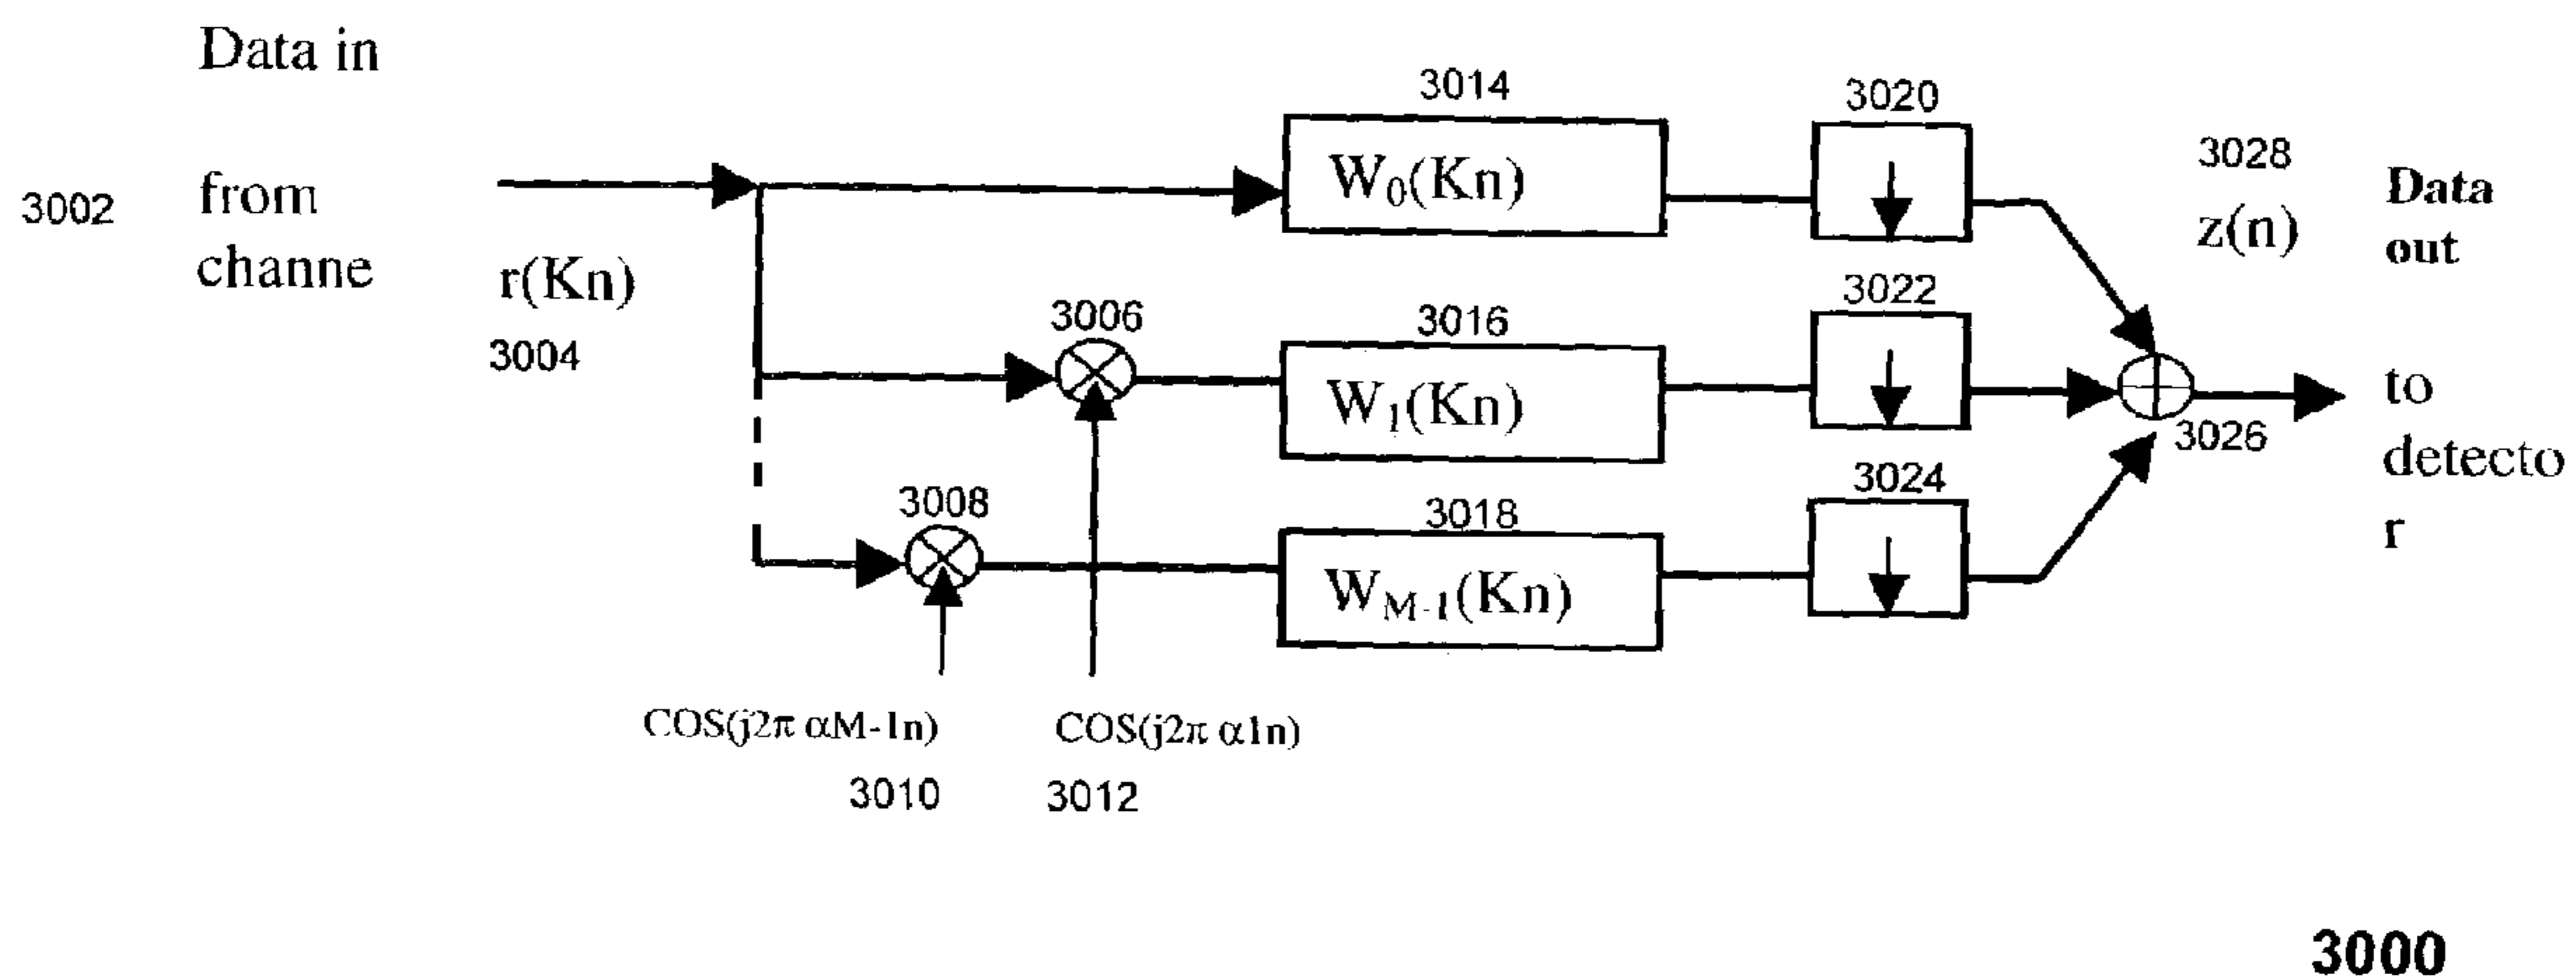 Data in
3002
from
channe
r(Kn)
3004
3014
W0(Kn)
3020
3028
z(n)
Data
out
3006
3016
W1(Kn)
3022
3026
to
detecto
r
3008
3018
WM-1(Kn)
3024
COS(j2π αM-1n)
3010
COS(j2π α1n)
3012
3000